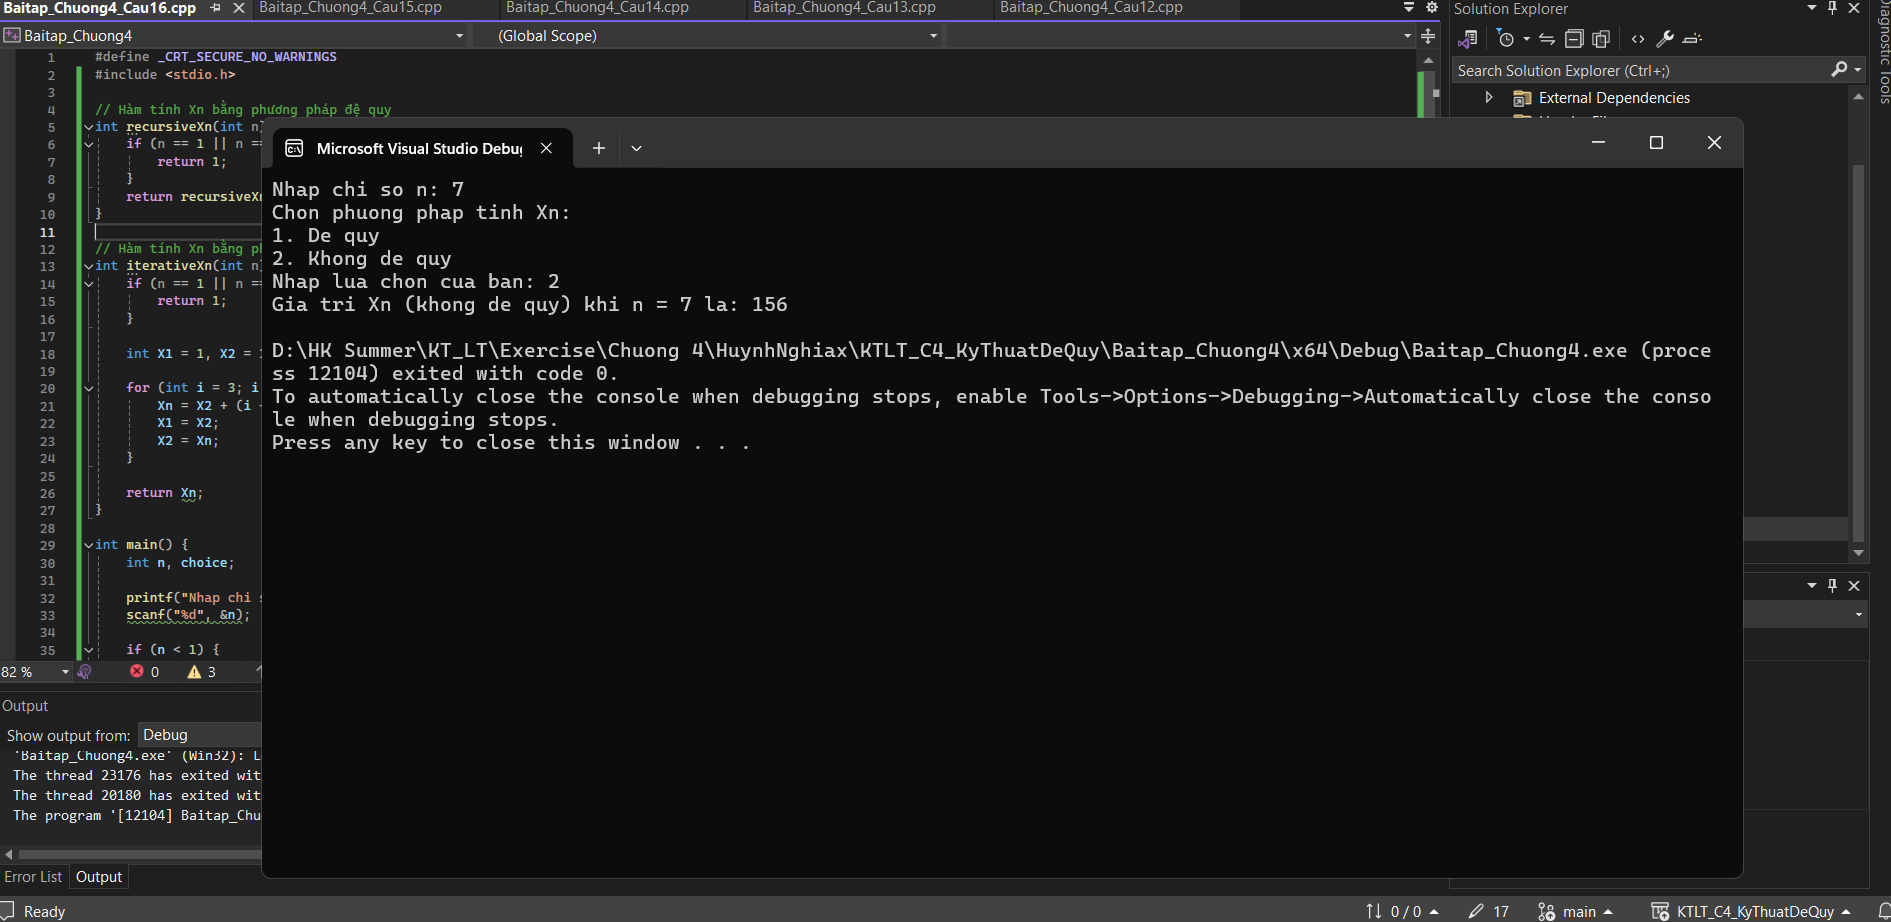 Baitap_Chuong4_Cau16.cpp
Baitap_Chuong4_Cau15.cpp
Baitap_Chuong4_Cau14.cpp
Baitap_Chuong4_Cau13.cpp
Baitap_Chuong4_Cau12.cpp
Baitap_Chuong4
(Global Scope)
1 #define _CRT_SECURE_NO_WARNINGS
2 #include <stdio.h>
3
4 // Hàm tính Xn bằng phương pháp đệ quy
5 int recursiveXn(int n)
6 if (n == 1 || n ==
7 return 1;
8 }
9 return recursiveXn
10 }
11
12 // Hàm tính Xn bằng ph
13 int iterativeXn(int n)
14 if (n == 1 || n ==
15 return 1;
16 }
17
18 int X1 = 1, X2 =
19
20 for (int i = 3; i
21 Xn = X2 + (i
22 X1 = X2;
23 X2 = Xn;
24 }
25
26 return Xn;
27 }
28
29 int main() {
30 int n, choice;
31
32 printf("Nhap chi
33 scanf("%d", &n);
34
35 if (n < 1) {
82 %
0
3
Output
Show output from: Debug
'Baitap_Chuong4.exe' (Win32): L
The thread 23176 has exited wit
The thread 20180 has exited wit
The program '[12104] Baitap_Chu
Error List
Output
Ready
Microsoft Visual Studio Debug
Nhap chi so n: 7
Chon phuong phap tinh Xn:
1. De quy
2. Khong de quy
Nhap lua chon cua ban: 2
Gia tri Xn (khong de quy) khi n = 7 la: 156
D:\HK Summer\KT_LT\Exercise\Chuong 4\HuynhNghiax\KTLT_C4_KyThuatDeQuy\Baitap_Chuong4\x64\Debug\Baitap_Chuong4.exe (proce
ss 12104) exited with code 0.
To automatically close the console when debugging stops, enable Tools->Options->Debugging->Automatically close the conso
le when debugging stops.
Press any key to close this window . . .
Solution Explorer
Search Solution Explorer (Ctrl+;)
External Dependencies
Diagnostic Tools
0 / 0
17
main
KTLT_C4_KyThuatDeQuy